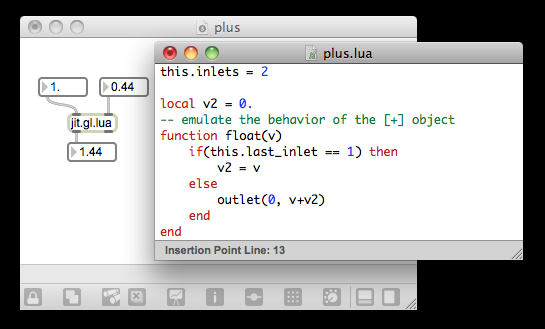 plus
1.
0.44
jit.gl.lua
1.44
plus.lua
this.inlets = 2
local v2 = 0.
-- emulate the behavior of the [+] object
function float(v)
    if(this.last_inlet == 1) then
        v2 = v
    else
        outlet(0, v+v2)
    end
end
Insertion Point Line: 13